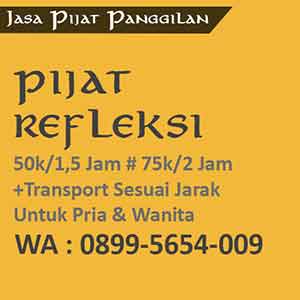 Jasa Pijat Panggilan
PIJAT
REFLEKSI
50k/1,5 Jam # 75k/2 Jam
+Transport Sesuai Jarak
Untuk Pria & Wanita
WA : 0899-5654-009